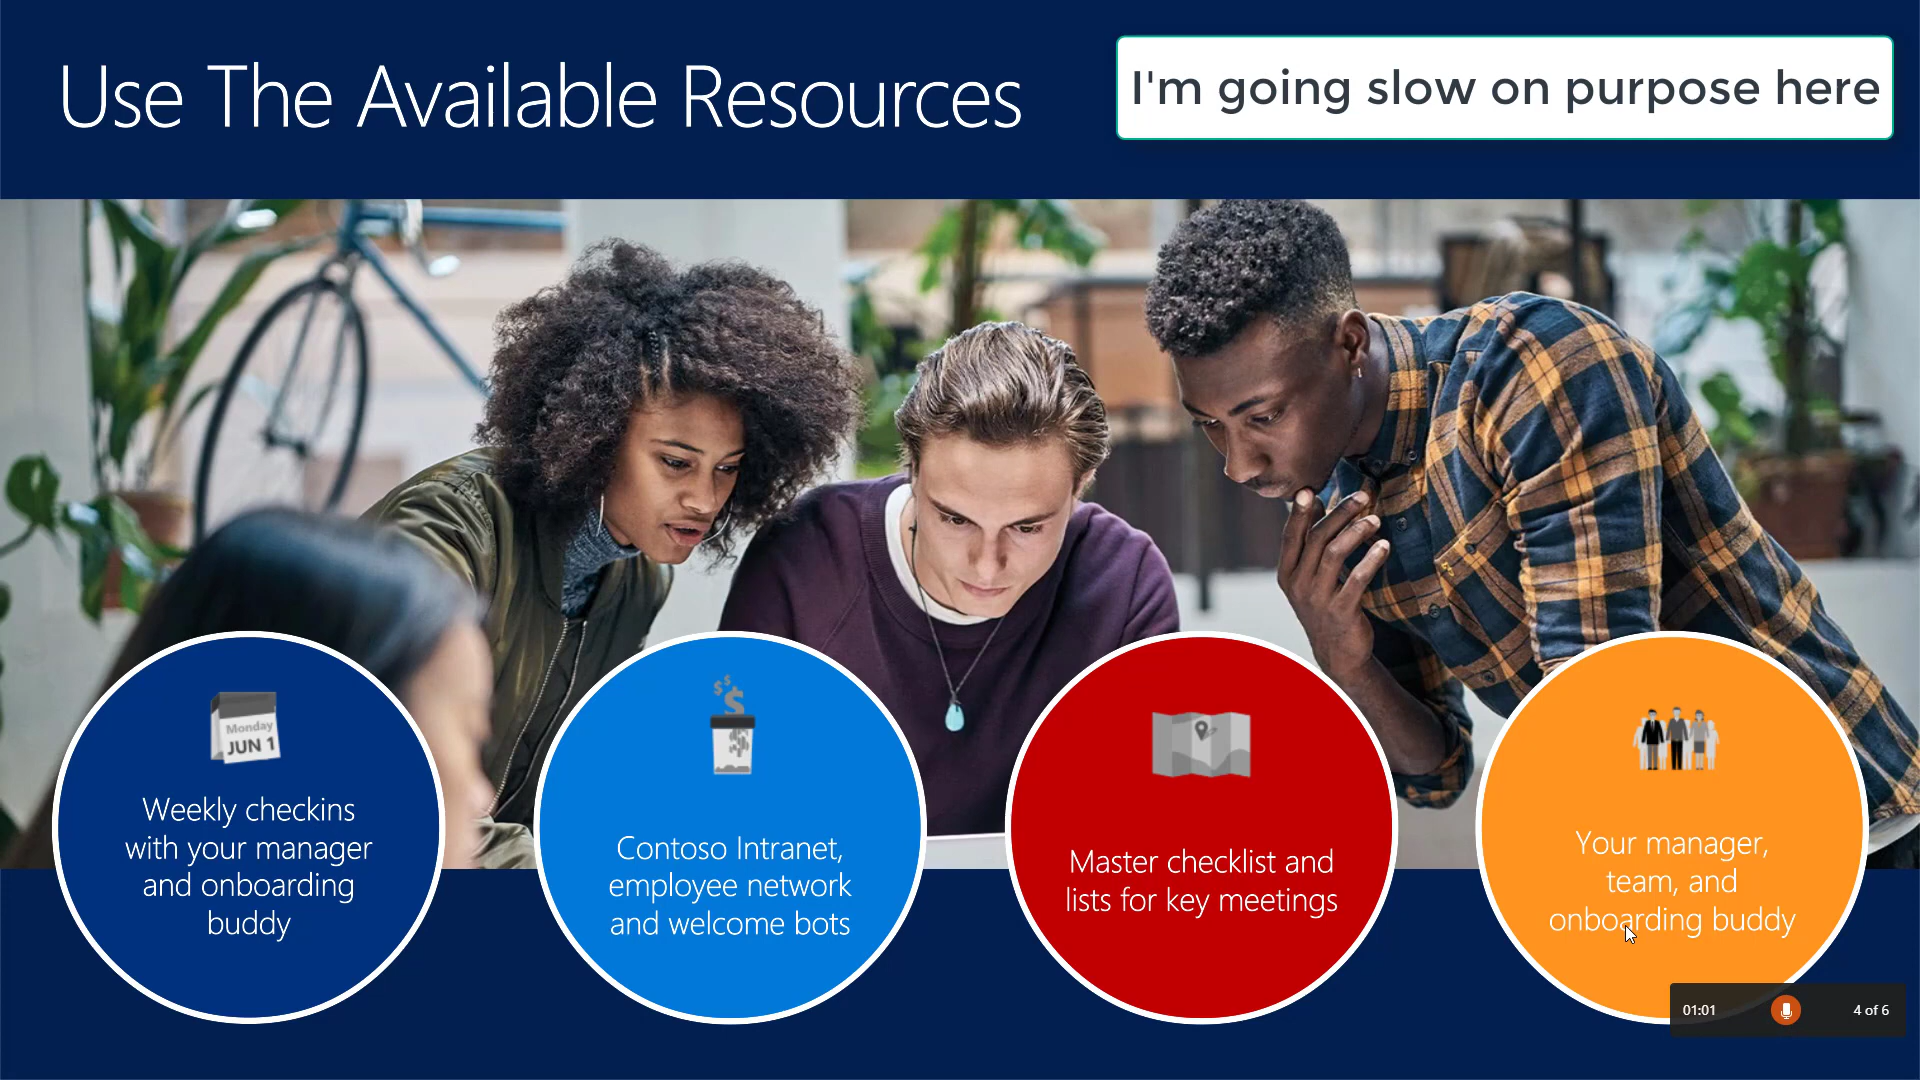 Use The Available Resources
I'm going slow on purpose here
Monday
JUN 1
Weekly checkins
with your manager
and onboarding
buddy
$
$
$
Contoso Intranet,
employee network
and welcome bots
Master checklist and
lists for key meetings
Your manager,
team, and
onboarding buddy
01:01
4 of 6